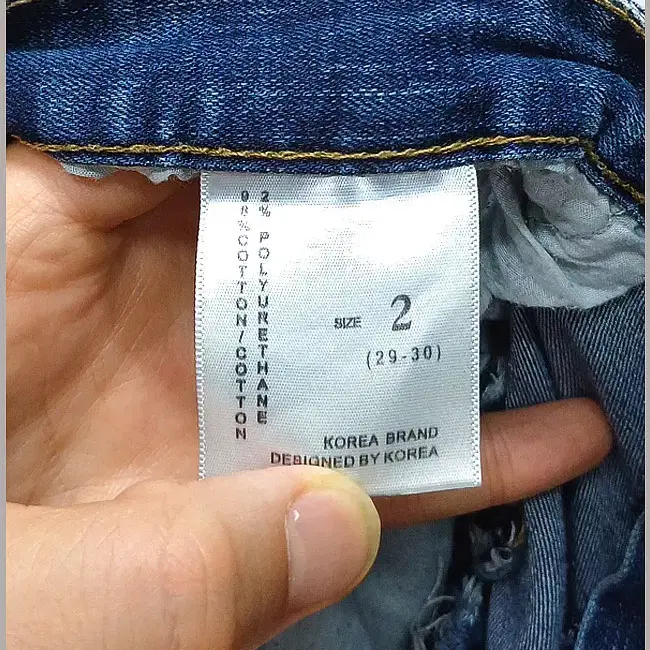 98%COTTON/COTTON
2% POLYURETHANE
SIZE 2
(29-30)
KOREA BRAND
DESIGNED BY KOREA